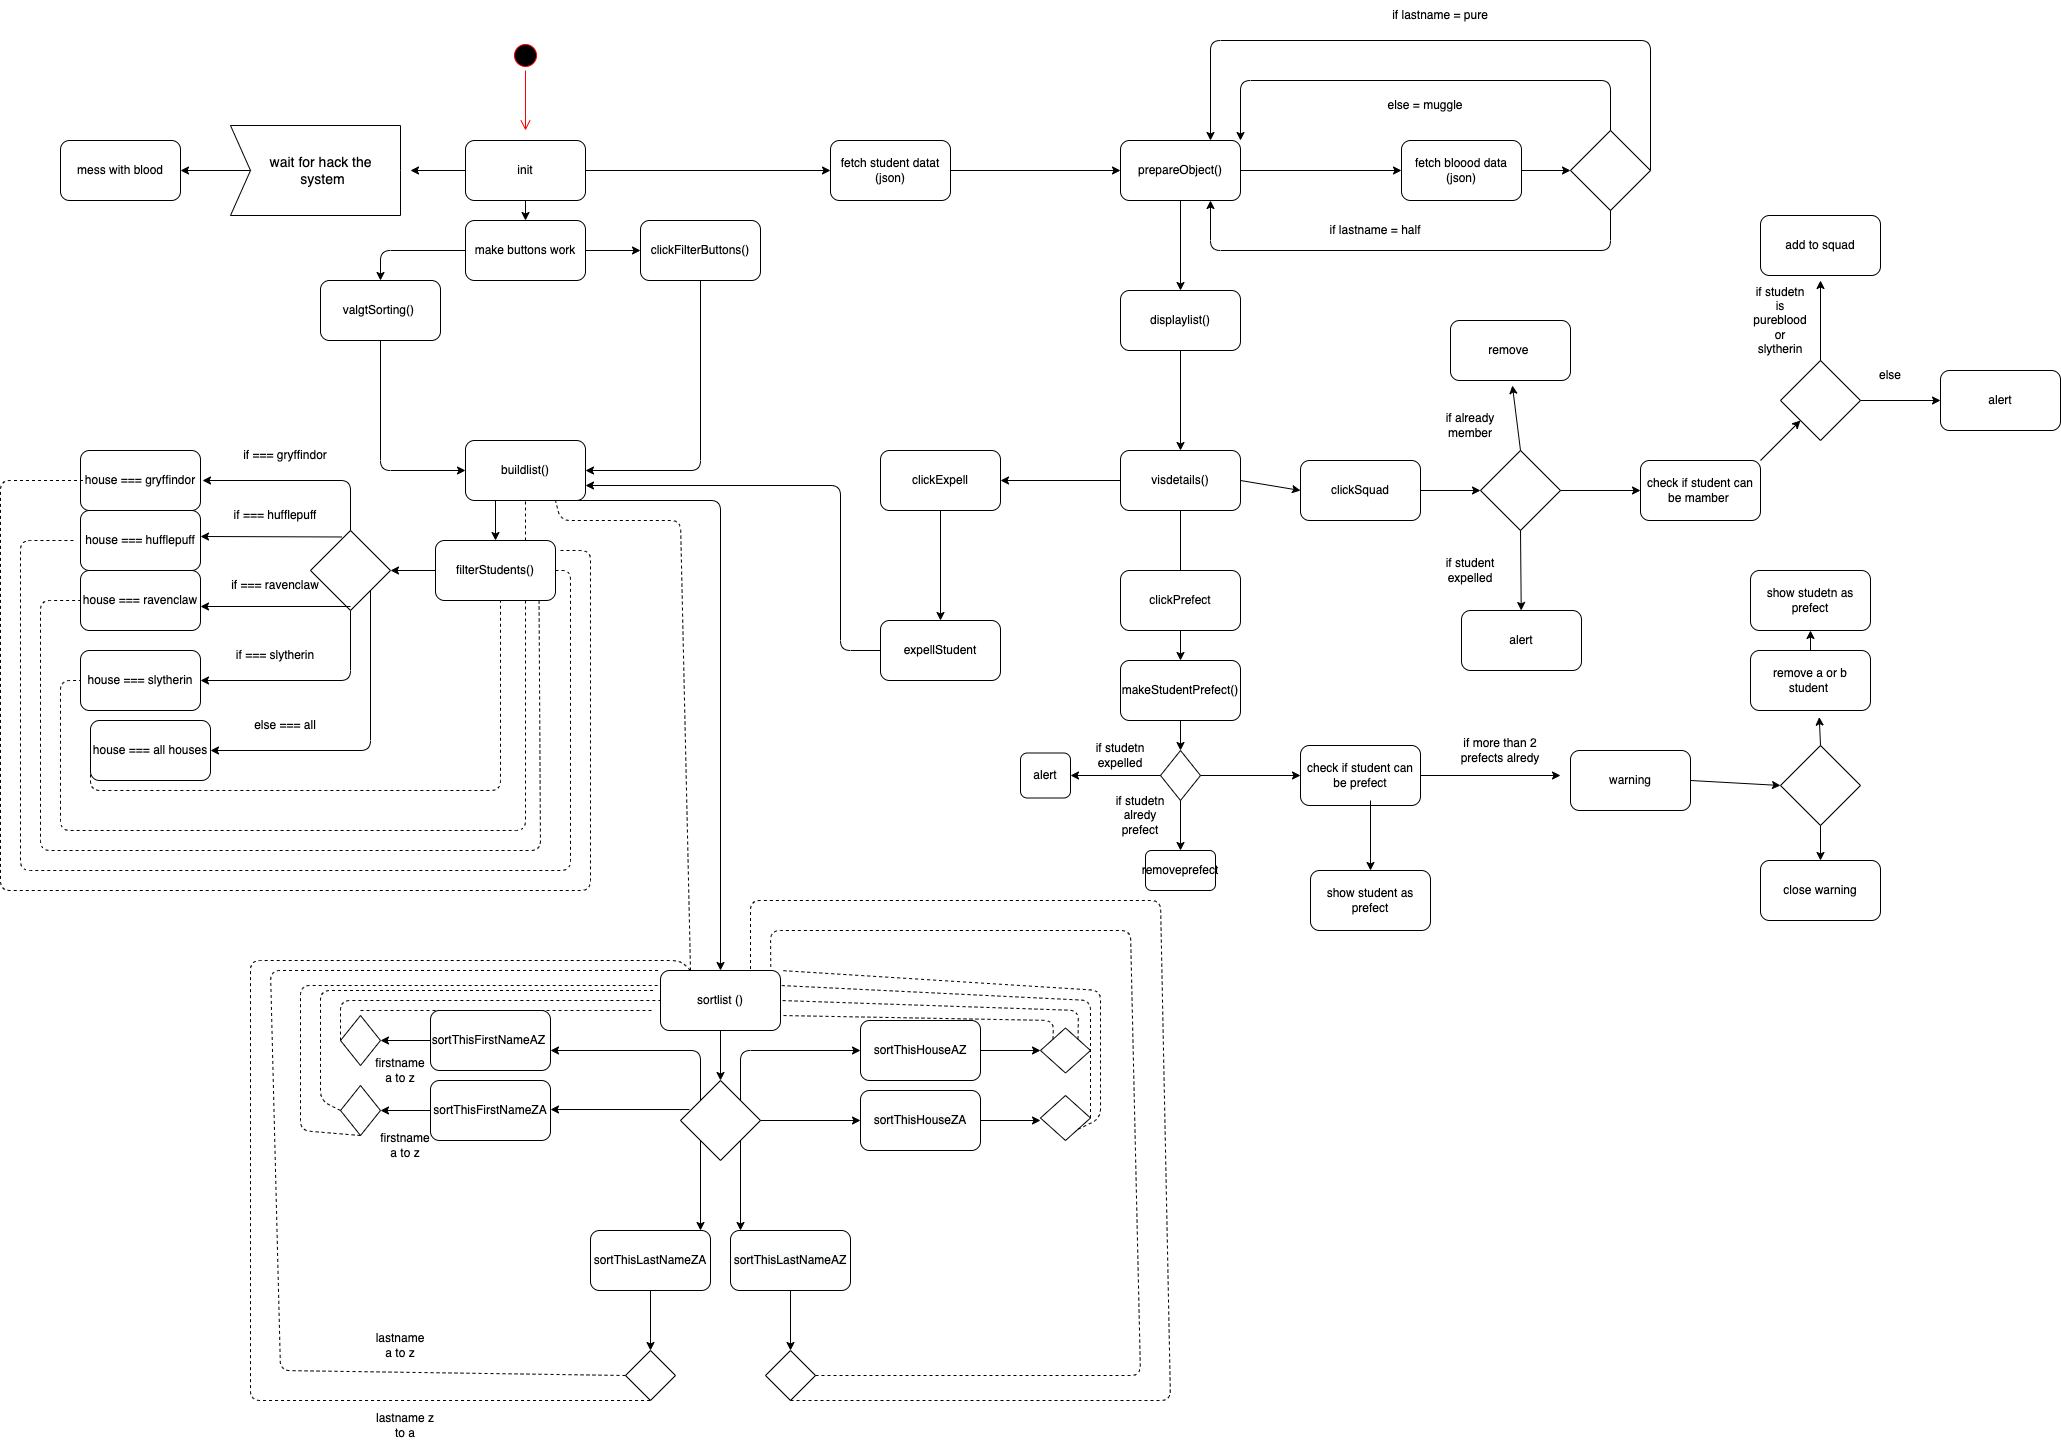 if lastname = pure
else = muggle
mess with blood
wait for hack the
system
init
fetch student datat
(json)
prepareObject()
fetch bloood data
(json)
make buttons work
clickFilterButtons()
if lastname = half
add to squad
valgtSorting()
displaylist()
if studetn
is
pureblood
or
slytherin
remove
else
alert
if already
member
if === gryffindor
house === gryffindor
buildlist()
clickExpell
visdetails()
clickSquad
check if student can
be mamber
if === hufflepuff
house === hufflepuff
filterStudents()
if === ravenclaw
house === ravenclaw
if student
expelled
clickPrefect
show studetn as
prefect
alert
expellStudent
if === slytherin
house === slytherin
makeStudentPrefect()
remove a or b
student
else === all
house === all houses
if studetn
expelled
alert
check if student can
be prefect
if more than 2
prefects alredy
warning
if studetn
alredy
prefect
removeprefect
show student as
prefect
close warning
sortlist ()
sortThisFirstNameAZ
sortThisHouseAZ
firstname
a to z
sortThisFirstNameZA
sortThisHouseZA
firstname
a to z
sortThisLastNameZA
sortThisLastNameAZ
lastname
a to z
lastname z
to a